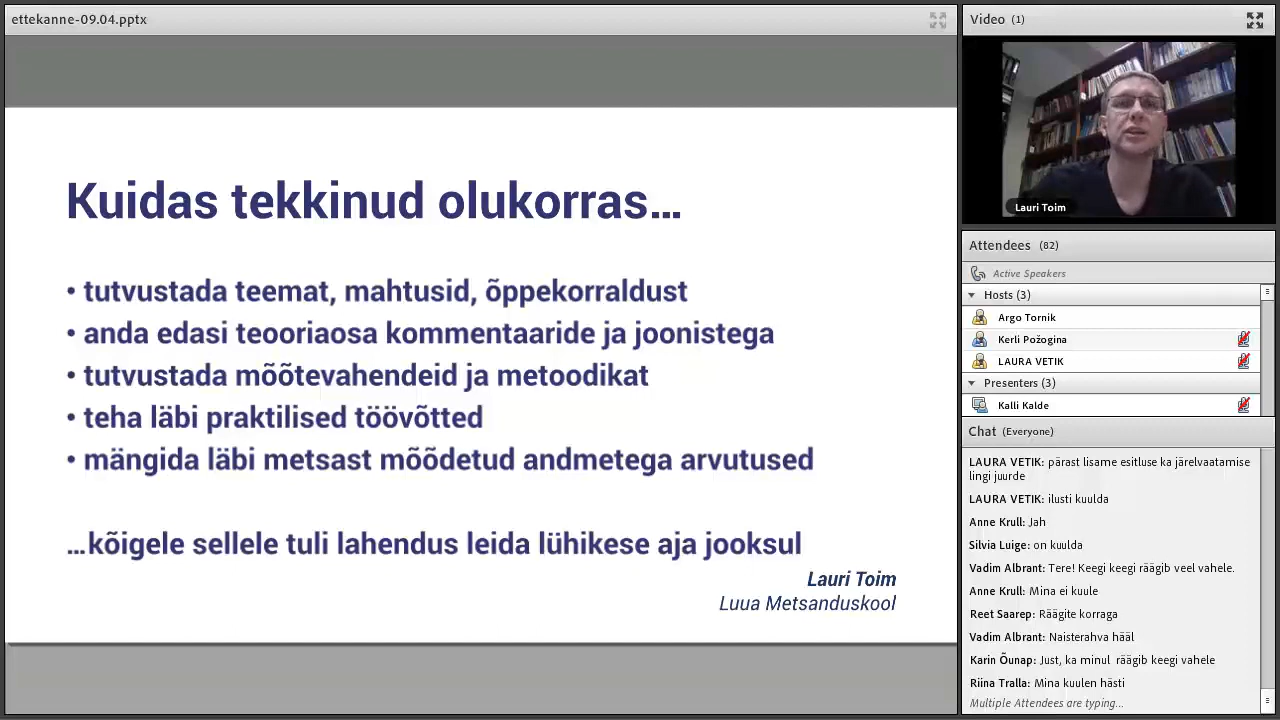 ettekanne-09.04.pptx
Kuidas tekkinud olukorras…
• tutvustada teemat, mahtusid, õppekorraldust
• anda edasi teooriaosa kommentaaride ja joonistega
• tutvustada mõõtevahendeid ja metoodikat
• teha läbi praktilised töövõtted
• mängida läbi metsast mõõdetud andmetega arvutused
…kõigele sellele tuli lahendus leida lühikese aja jooksul
Lauri Toim
Luua Metsanduskool
Video (1)
Lauri Toim
Attendees (82)
Active Speakers
Hosts (3)
Argo Tornik
Kerli Požogina
LAURA VETIK
Presenters (3)
Kalli Kalde
Chat (Everyone)
LAURA VETIK: pärast lisame esitluse ka järelvaatamise
lingi juurde
LAURA VETIK: ilusti kuulda
Anne Krull: Jah
Silvia Luige: on kuulda
Vadim Albrant: Tere! Keegi keegi räägib veel vahele.
Anne Krull: Mina ei kuule
Reet Saarep: Räägite korraga
Vadim Albrant: Naisterahva hääl
Karin Õunap: Just, ka minul räägib keegi vahele
Riina Tralla: Mina kuulen hästi
Multiple Attendees are typing...